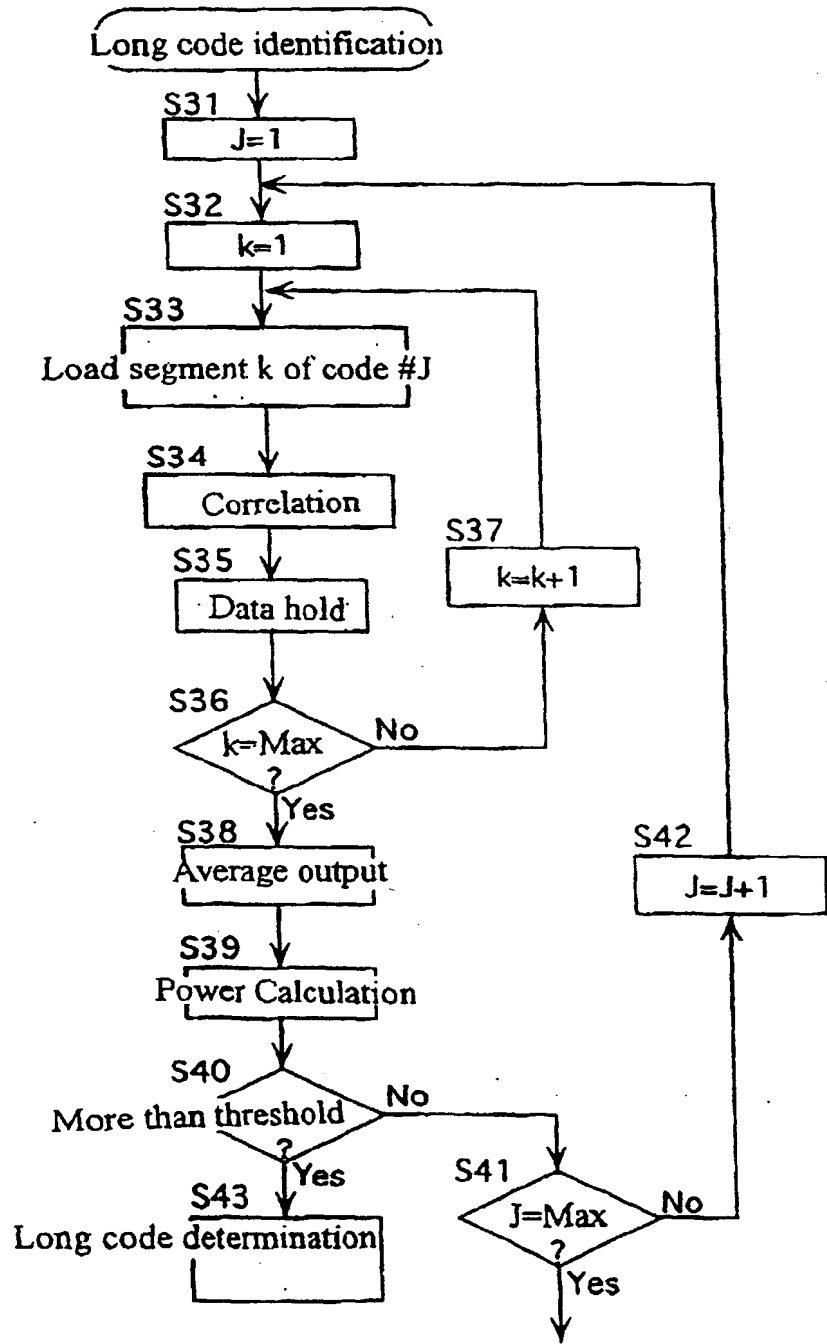 Long code identification
S31
J=1
S32
k=1
S33
Load segment k of code #J
S34
Correlation
S35
Data hold
S37
k=k+1
S36
k=Max
?
No
Yes
S38
Average output
S42
J=J+1
S39
Power Calculation
S40
More than threshold
?
No
Yes
S41
J=Max
?
No
Yes
S43
Long code determination